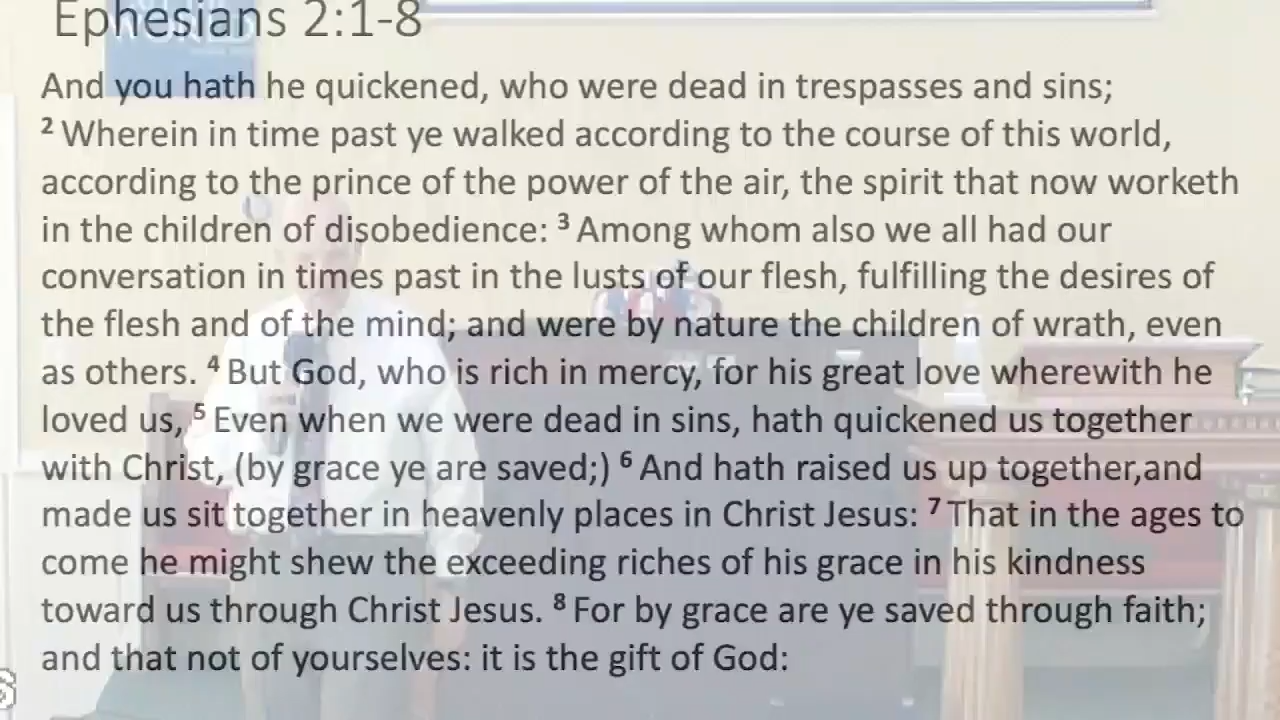 Ephesians 2:1-8
And you hath he quickened, who were dead in trespasses and sins;
2 Wherein in time past ye walked according to the course of this world,
according to the prince of the power of the air, the spirit that now worketh
in the children of disobedience: 3 Among whom also we all had our
conversation in times past in the lusts of our flesh, fulfilling the desires of
the flesh and of the mind; and were by nature the children of wrath, even
as others. 4 But God, who is rich in mercy, for his great love wherewith he
loved us, 5 Even when we were dead in sins, hath quickened us together
with Christ, (by grace ye are saved;) 6 And hath raised us up together,and
made us sit together in heavenly places in Christ Jesus: 7 That in the ages to
come he might shew the exceeding riches of his grace in his kindness
toward us through Christ Jesus. 8 For by grace are ye saved through faith;
and that not of yourselves: it is the gift of God: